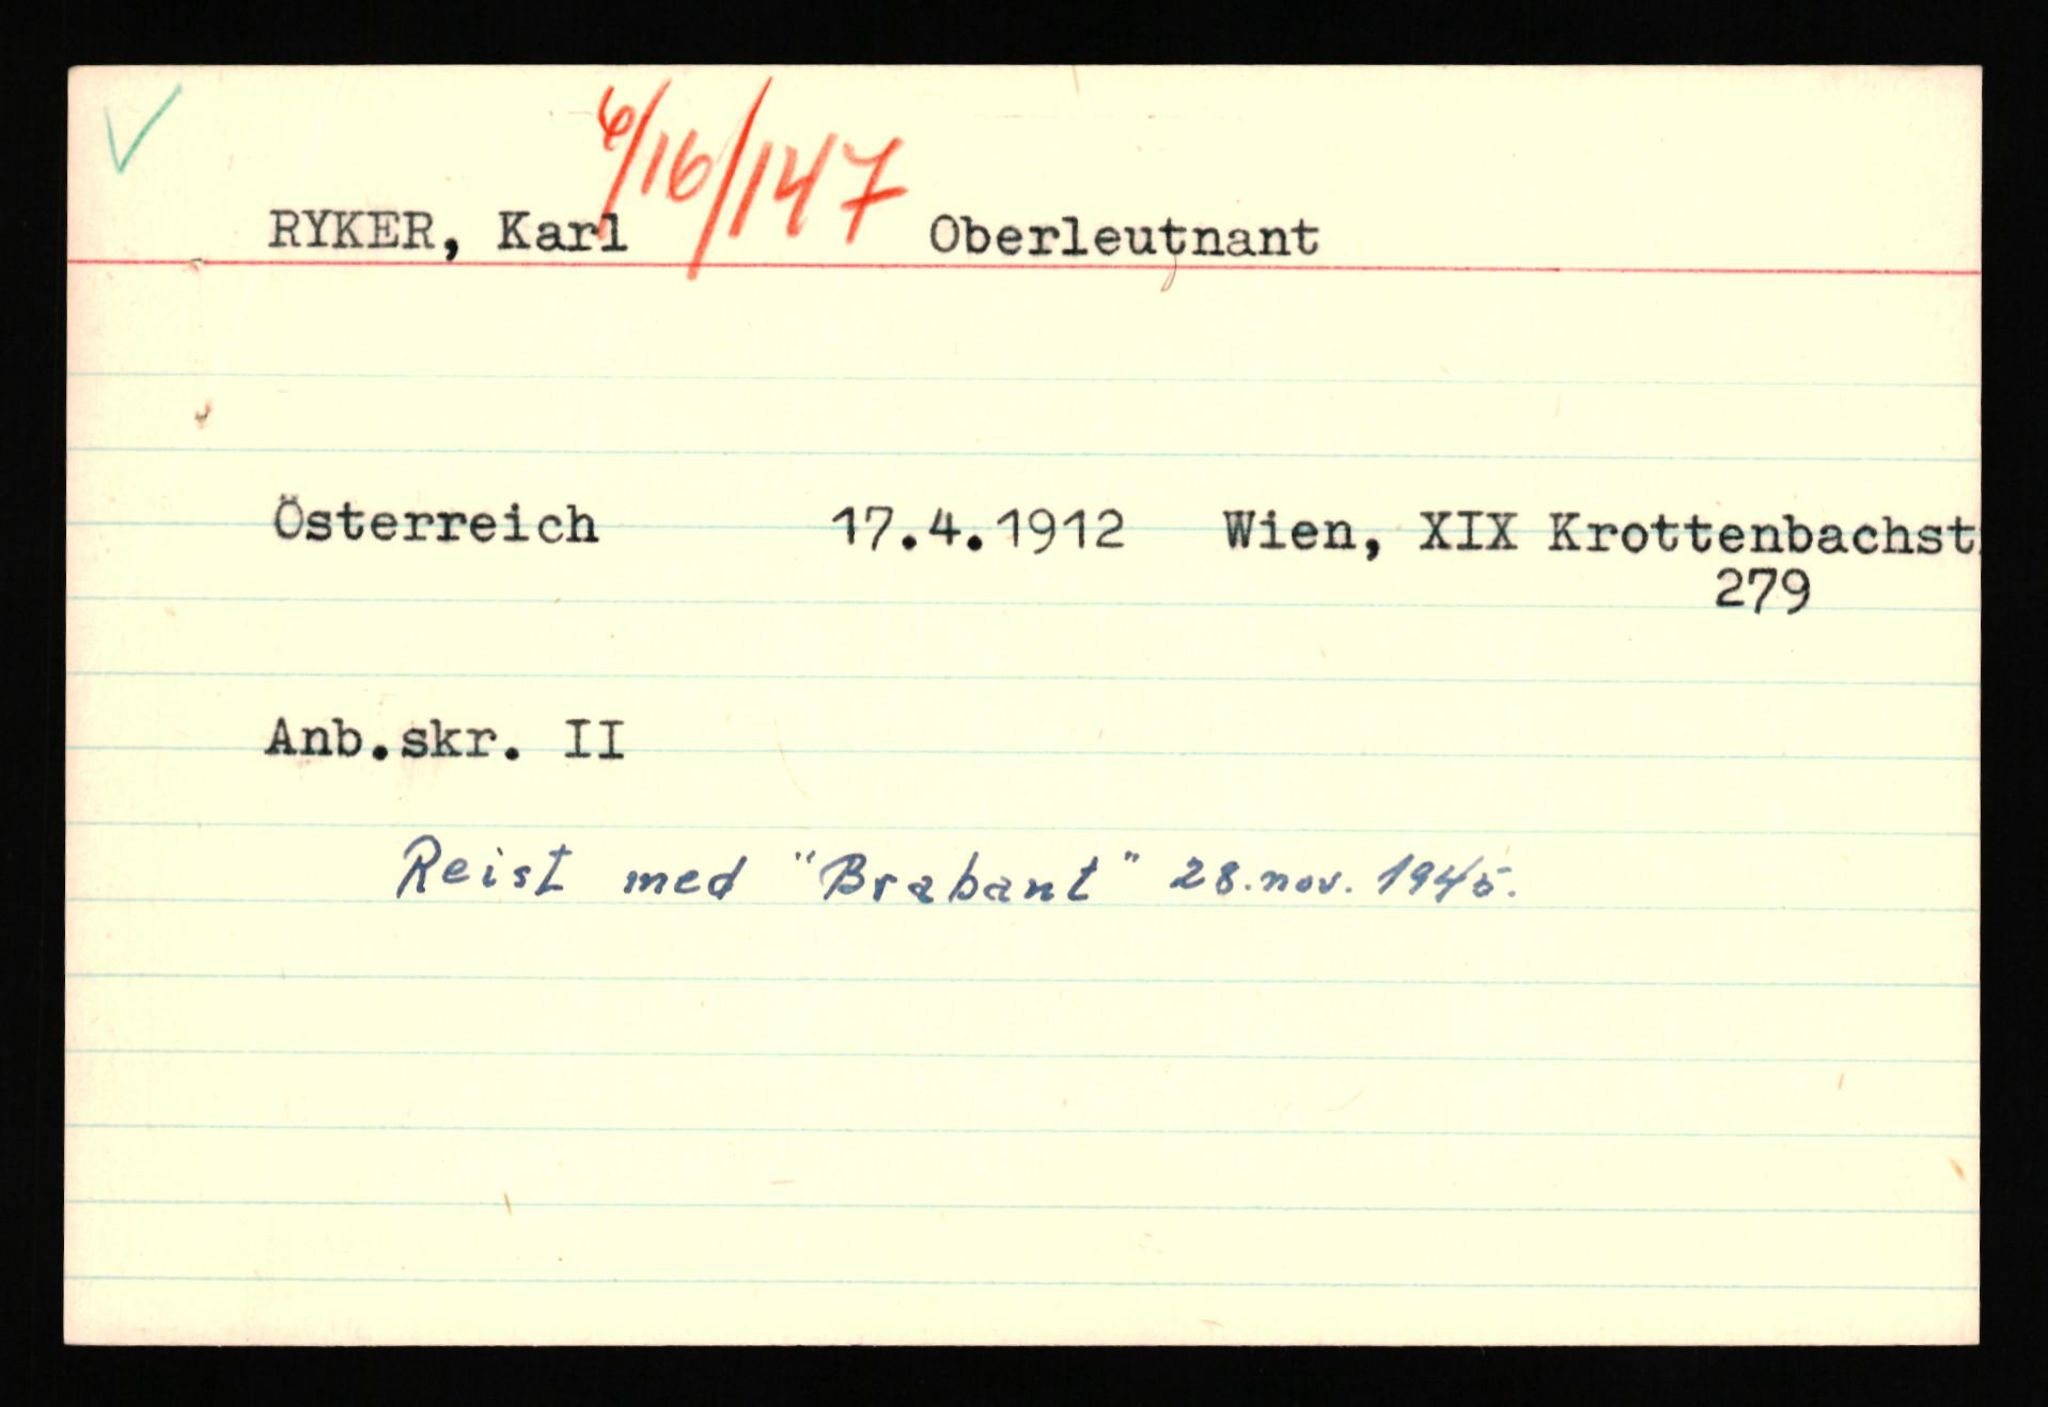 6/16/147
RYKER, Karl Oberleutnant
Österreich 17.4.1912 Wien, XIX Krottenbachst
279
Anb.skr. II
Reist med "Brabant" 28.nov. 1945.